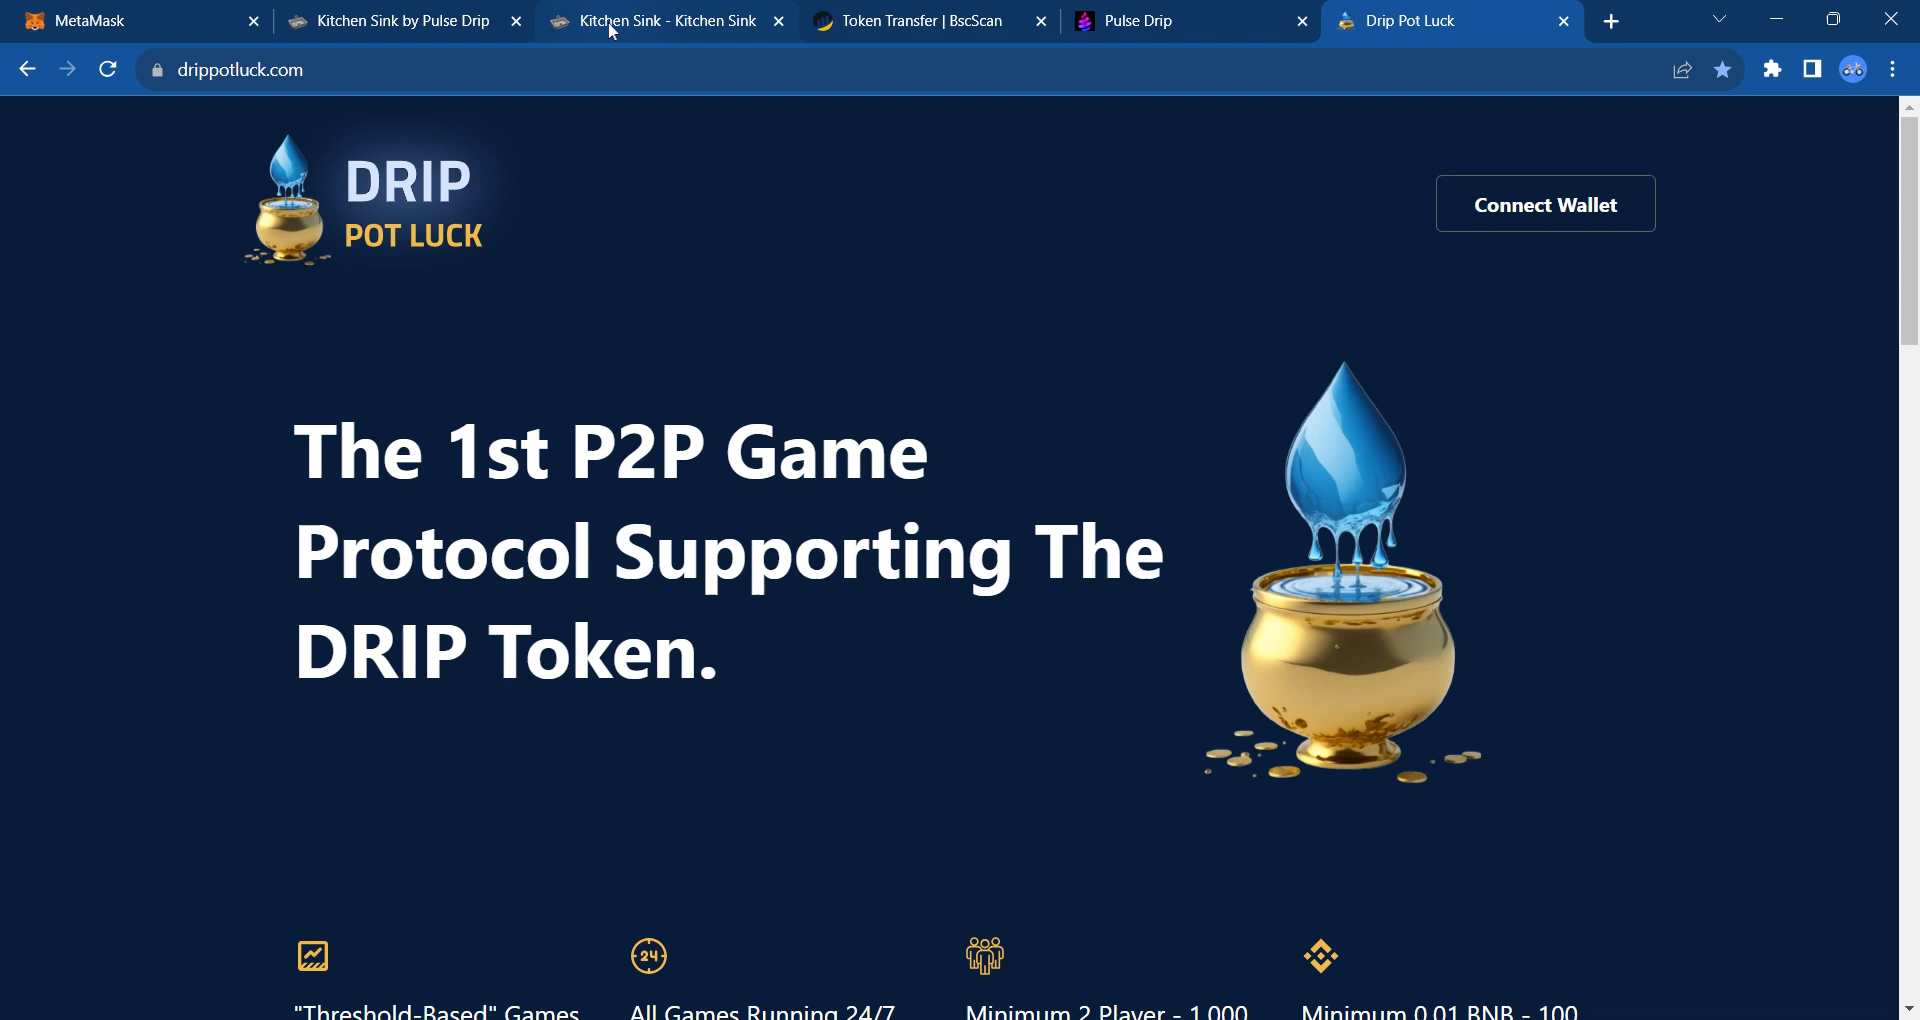 MetaMask
Kitchen Sink by Pulse Drip
Kitchen Sink - Kitchen Sink
Token Transfer | BscScan
Pulse Drip
Drip Pot Luck
drippotluck.com
DRIP
POT LUCK
Connect Wallet
The 1st P2P Game
Protocol Supporting The
DRIP Token.
24
"Threshold-Based" Games
All Games Running 24/7
Minimum 2 Player - 1,000
Minimum 0.01 BNB - 100